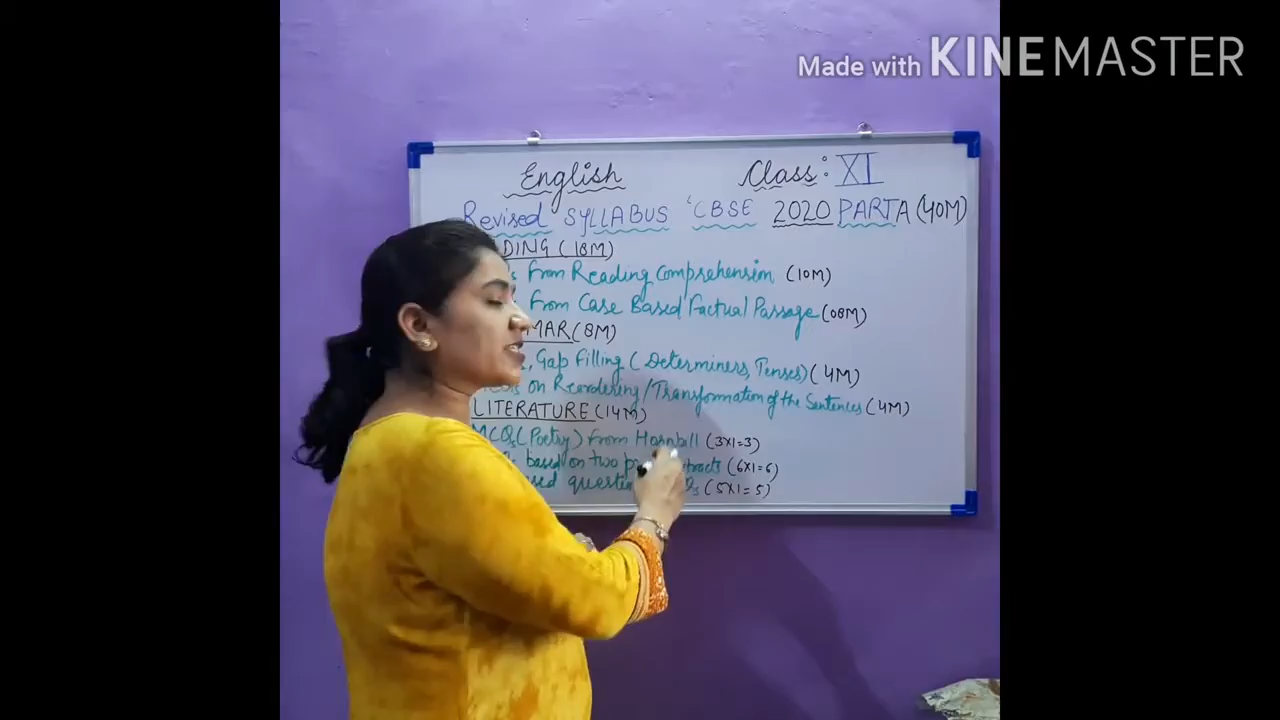 Made with KINEMASTER
English Class: XI
Revised SYLLABUS 'CBSE 2020 PART A (40M)
DING (18M)
From Reading Comprehension (10M)
From Case Based Factual Passage (08M)
MAR (8M)
Gap Filling (Determiners, Tenses) (4M)
on Reordering/Transformation of the Sentences (4M)
LITERATURE (14M)
MCQs (Poetry) from Hornbill (3x1=3)
based on two (6x1=6)
(5x1=5)